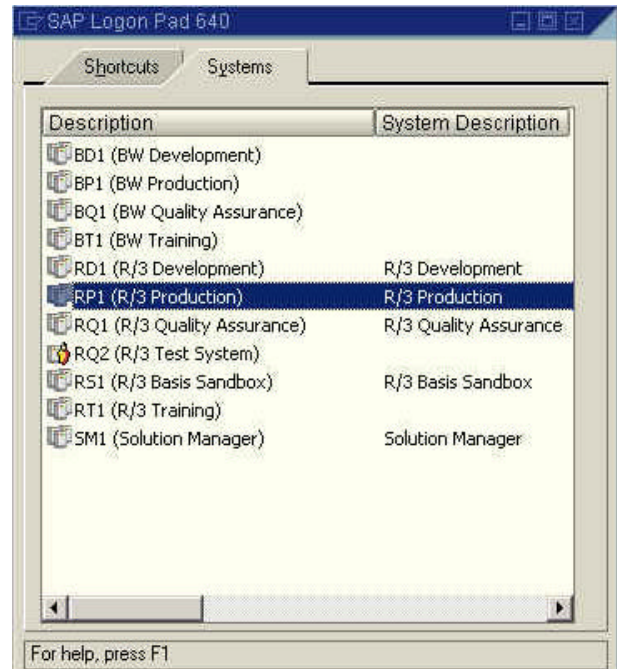 SAP Logon Pad 640
Shortcuts Systems
Description System Description
BD1 (BW Development)
BP1 (BW Production)
BQ1 (BW Quality Assurance)
BT1 (BW Training)
RD1 (R/3 Development) R/3 Development
RP1 (R/3 Production) R/3 Production
RQ1 (R/3 Quality Assurance) R/3 Quality Assurance
RQ2 (R/3 Test System)
RS1 (R/3 Basis Sandbox) R/3 Basis Sandbox
RT1 (R/3 Training)
SM1 (Solution Manager) Solution Manager
For help, press F1